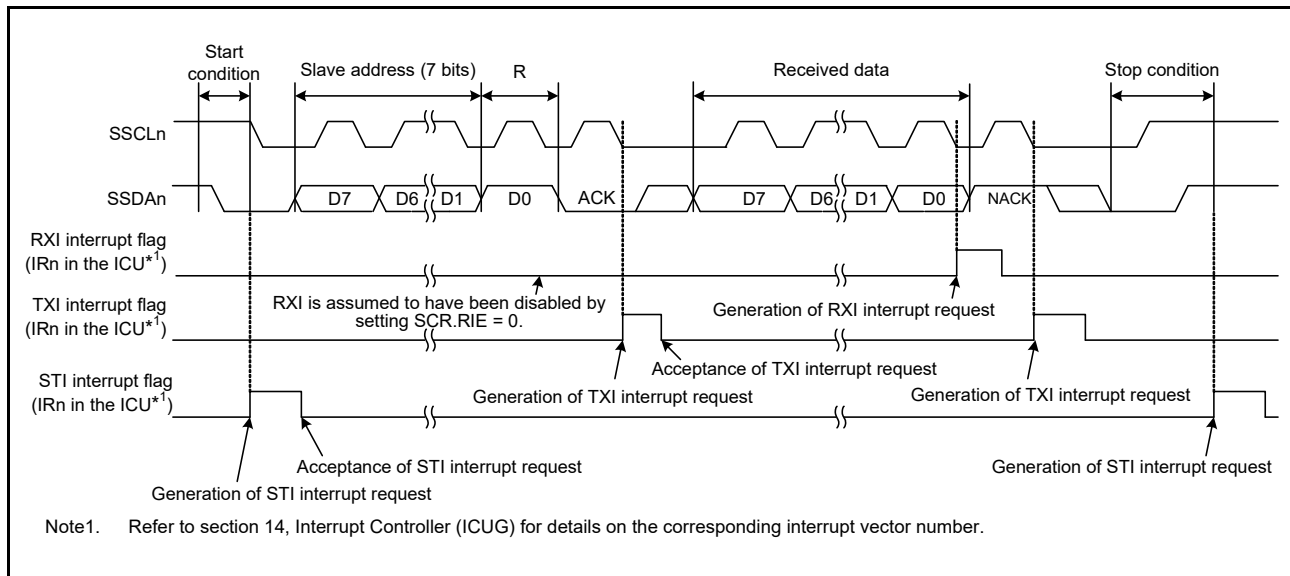 Start
condition
Slave address (7 bits)
R
Received data
Stop condition
SSCLn
SSDAn
D7
D6
D1
D0
ACK
D7
D6
D1
D0
NACK
RXI interrupt flag
(IRn in the ICU*1)
RXI is assumed to have been disabled by
setting SCR.RIE = 0.
Generation of RXI interrupt request
TXI interrupt flag
(IRn in the ICU*1)
Acceptance of TXI interrupt request
Generation of TXI interrupt request
Generation of TXI interrupt request
STI interrupt flag
(IRn in the ICU*1)
Acceptance of STI interrupt request
Generation of STI interrupt request
Generation of STI interrupt request
Note1. Refer to section 14, Interrupt Controller (ICUG) for details on the corresponding interrupt vector number.